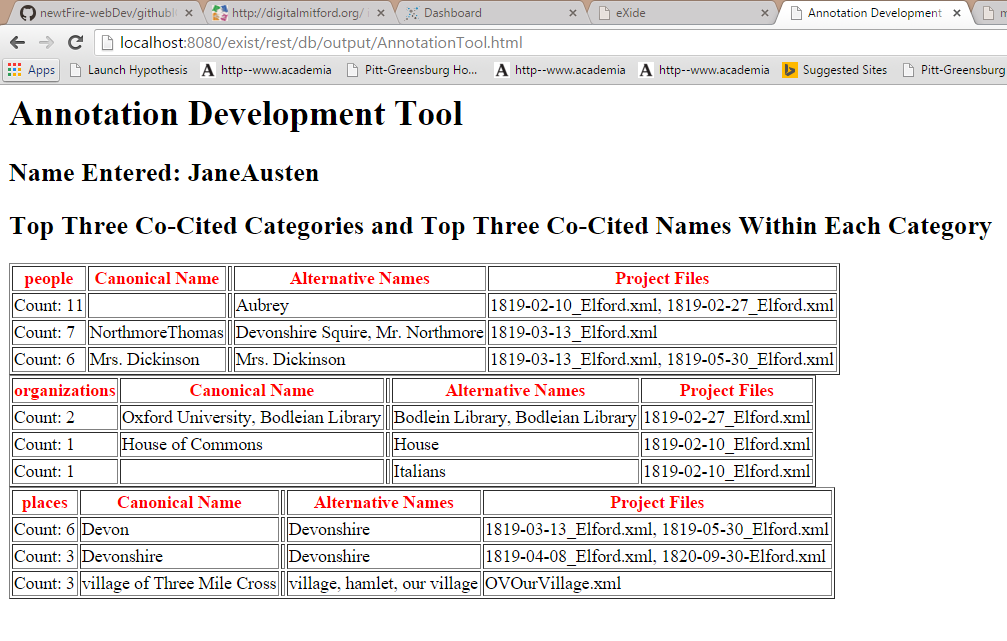 newtFire-webDev/githubI
http://digitalmitford.org/ i
Dashboard
eXide
Annotation Development
localhost:8080/exist/rest/db/output/AnnotationTool.html
Apps Launch Hypothesis http--www.academia Pitt-Greensburg Ho... http--www.academia http--www.academia Suggested Sites Pitt-Greensburg
Annotation Development Tool
Name Entered: JaneAusten
Top Three Co-Cited Categories and Top Three Co-Cited Names Within Each Category
people Canonical Name Alternative Names Project Files
Count: 11 Aubrey 1819-02-10_Elford.xml, 1819-02-27_Elford.xml
Count: 7 NorthmoreThomas Devonshire Squire, Mr. Northmore 1819-03-13_Elford.xml
Count: 6 Mrs. Dickinson Mrs. Dickinson 1819-03-13_Elford.xml, 1819-05-30_Elford.xml
organizations Canonical Name Alternative Names Project Files
Count: 2 Oxford University, Bodleian Library Bodlein Library, Bodleian Library 1819-02-27_Elford.xml
Count: 1 House of Commons House 1819-02-10_Elford.xml
Count: 1 Italians 1819-02-10_Elford.xml
places Canonical Name Alternative Names Project Files
Count: 6 Devon Devonshire 1819-03-13_Elford.xml, 1819-05-30_Elford.xml
Count: 3 Devonshire Devonshire 1819-04-08_Elford.xml, 1820-09-30-Elford.xml
Count: 3 village of Three Mile Cross village, hamlet, our village OVOurVillage.xml